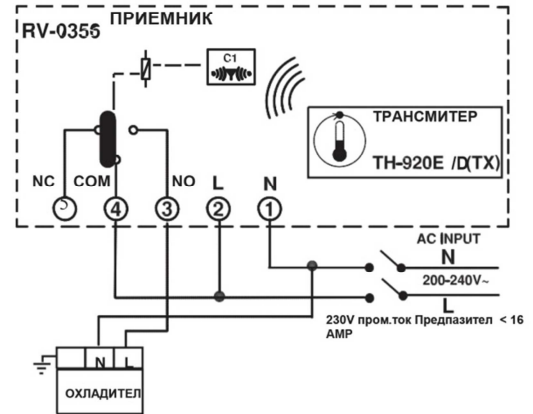 ПРИЕМНИК
RV-0356
C1
ТРАНСМИТЕР
TH-920E /D(TX)
NC COM NO L N
4 3 2 1
AC INPUT
N
200-240V~
L
230V пром.ток Предпазител < 16
AMP
N L
ОХЛАДИТЕЛ